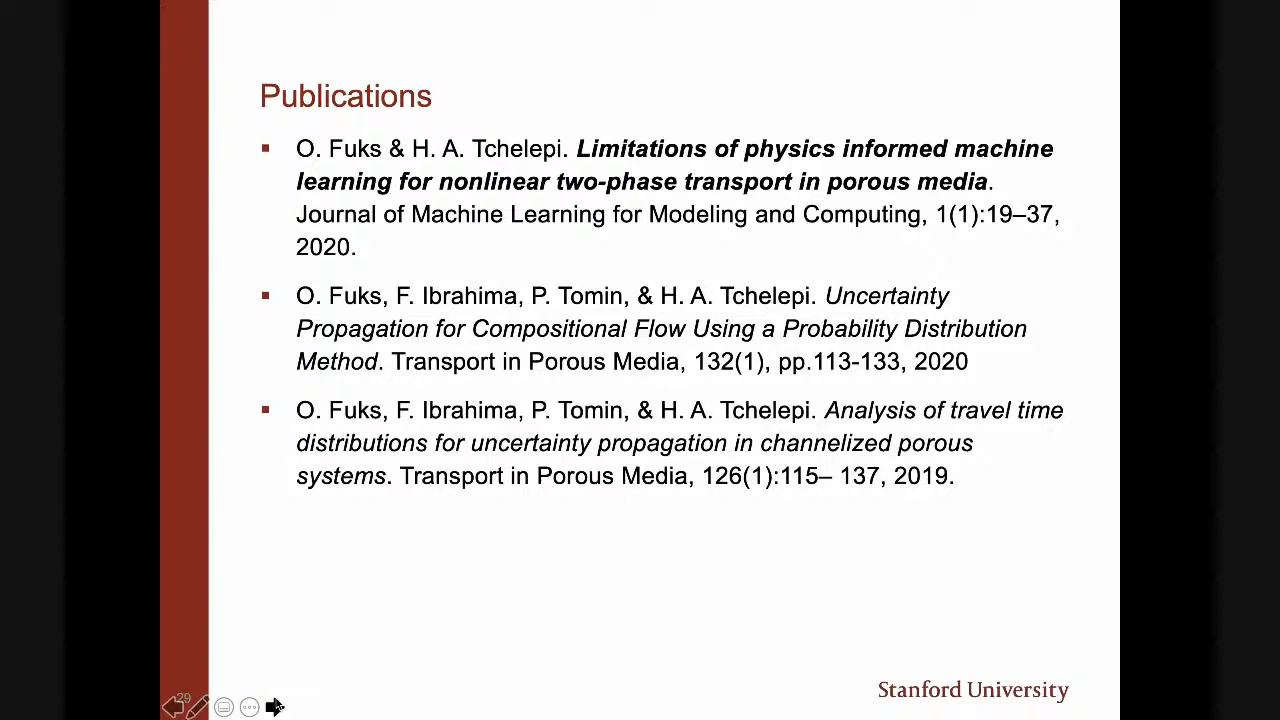 Publications
▪ O. Fuks & H. A. Tchelepi. Limitations of physics informed machine
learning for nonlinear two-phase transport in porous media.
Journal of Machine Learning for Modeling and Computing, 1(1):19–37,
2020.
▪ O. Fuks, F. Ibrahima, P. Tomin, & H. A. Tchelepi. Uncertainty
Propagation for Compositional Flow Using a Probability Distribution
Method. Transport in Porous Media, 132(1), pp.113-133, 2020
▪ O. Fuks, F. Ibrahima, P. Tomin, & H. A. Tchelepi. Analysis of travel time
distributions for uncertainty propagation in channelized porous
systems. Transport in Porous Media, 126(1):115– 137, 2019.
29
Stanford University